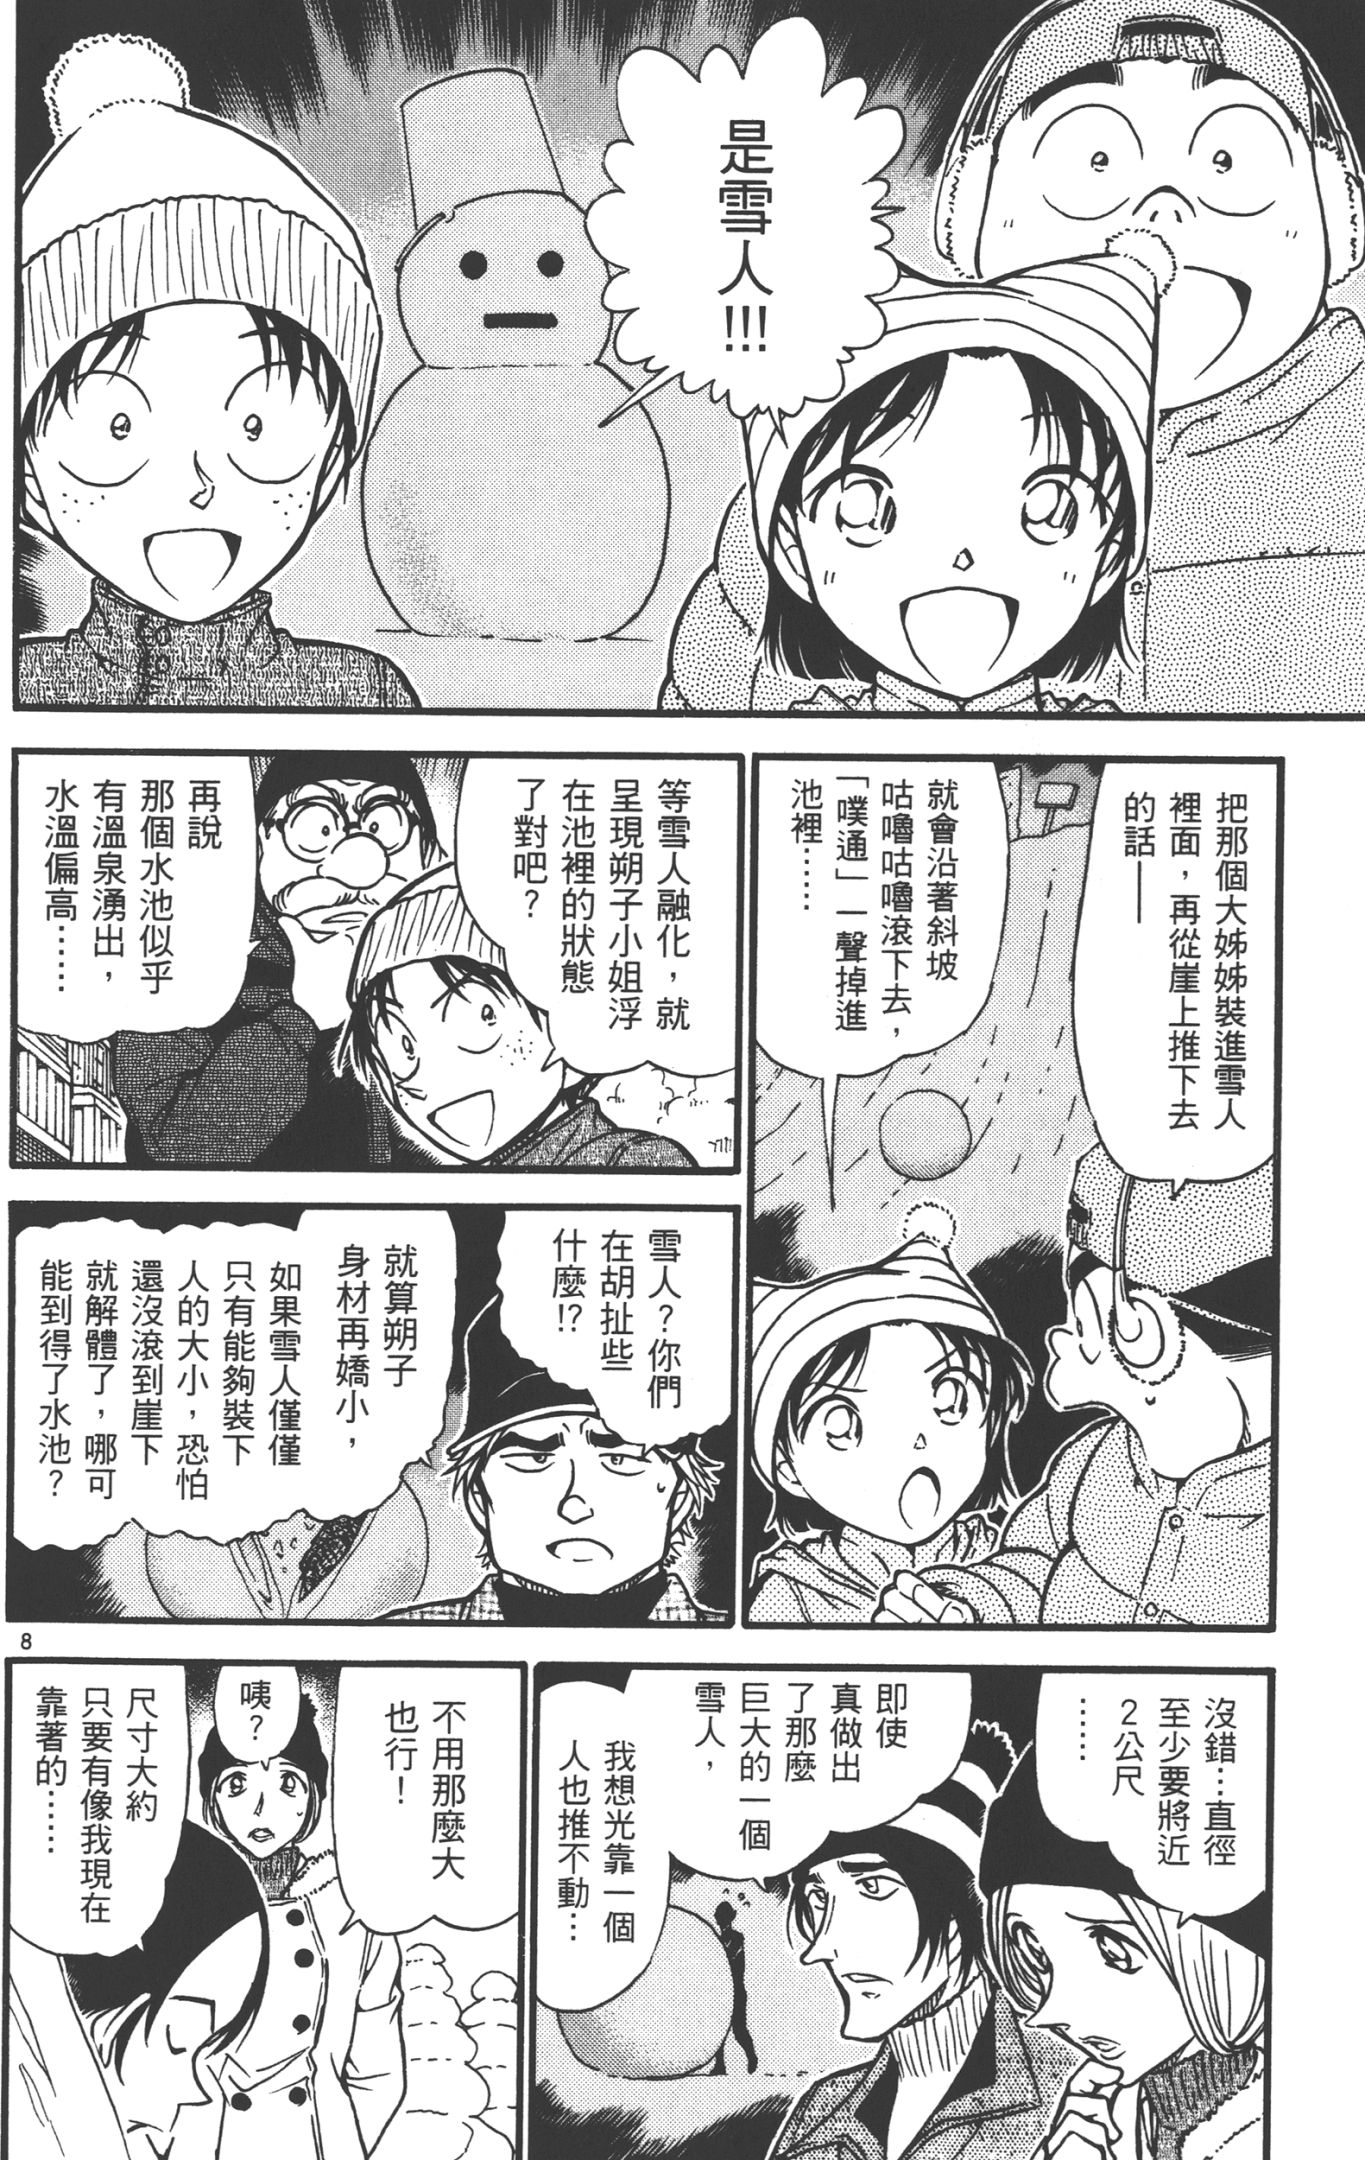 是雪人!!!
把那個大姊姊裝進雪人
裡面，再從崖上推下去
的話——
就會沿著斜坡
咕嚕咕嚕滾下去，
「噗通」一聲掉進
池裡……
等雪人融化，就
呈現朔子小姐浮
在池裡的狀態
了對吧？
再說
那個水池似乎
有溫泉湧出，
水溫偏高……
雪人？你們
在胡扯些
什麼!?
就算朔子
身材再嬌小，
如果雪人僅僅
只有能夠裝下
人的大小，恐怕
還沒滾到崖下
就解體了，哪可
能到得了水池？
8
沒錯…直徑
至少要將近
2公尺
……
即使
真做出
了那麼
巨大的一個
雪人，
我想光靠一個
人也推不動…
不用那麼大
也行！
咦？
尺寸大約
只要有像我現在
靠著的……